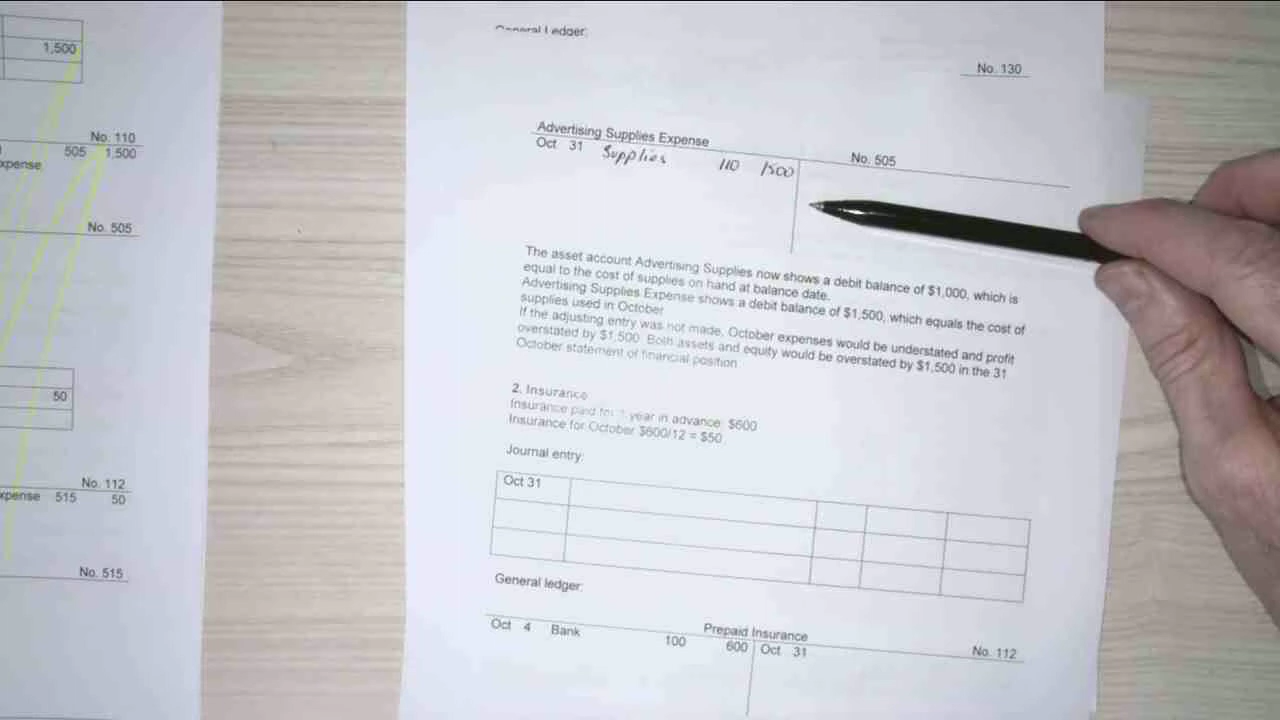 1,500
No. 110
505 1,500
xpense
No. 505
50
No. 112
xpense 515 50
No. 515
General Ledger:
No. 130
Advertising Supplies Expense No. 505
Oct 31 Supplies 110 1500
The asset account Advertising Supplies now shows a debit balance of $1,000, which is
equal to the cost of supplies on hand at balance date.
Advertising Supplies Expense shows a debit balance of $1,500, which equals the cost of
supplies used in October
If the adjusting entry was not made, October expenses would be understated and profit
overstated by $1,500. Both assets and equity would be overstated by $1,500 in the 31
October statement of financial position
2. Insurance
Insurance paid for 1 year in advance: $600
Insurance for October $600/12 = $50
Journal entry:
Oct 31
General ledger:
Prepaid Insurance No. 112
Oct 4 Bank 100 600 Oct 31